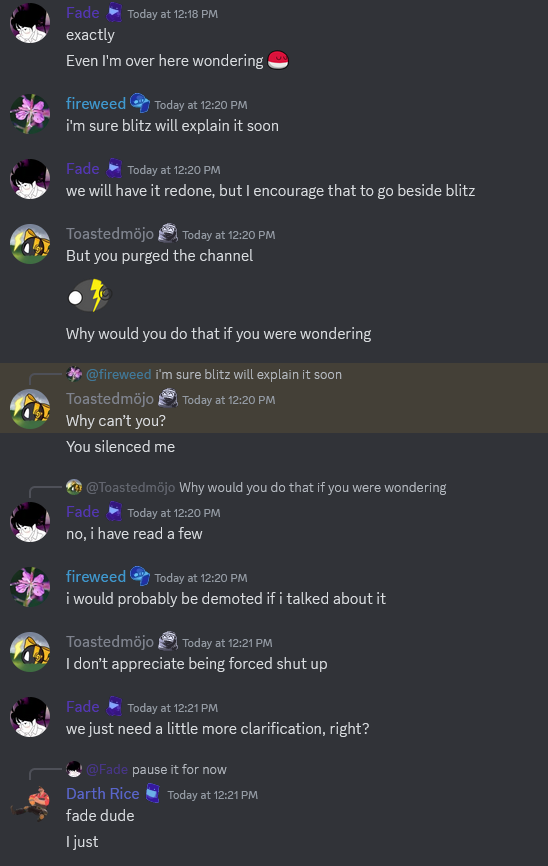 Fade Today at 12:18 PM
exactly
Even I'm over here wondering
fireweed Today at 12:20 PM
i'm sure blitz will explain it soon
Fade Today at 12:20 PM
we will have it redone, but I encourage that to go beside blitz
Toastedmöjo Today at 12:20 PM
But you purged the channel
Why would you do that if you were wondering
@fireweed i'm sure blitz will explain it soon
Toastedmöjo Today at 12:20 PM
Why can't you?
You silenced me
@Toastedmöjo Why would you do that if you were wondering
Fade Today at 12:20 PM
no, i have read a few
fireweed Today at 12:20 PM
i would probably be demoted if i talked about it
Toastedmöjo Today at 12:21 PM
I don't appreciate being forced shut up
Fade Today at 12:21 PM
we just need a little more clarification, right?
@Fade pause it for now
Darth Rice Today at 12:21 PM
fade dude
I just